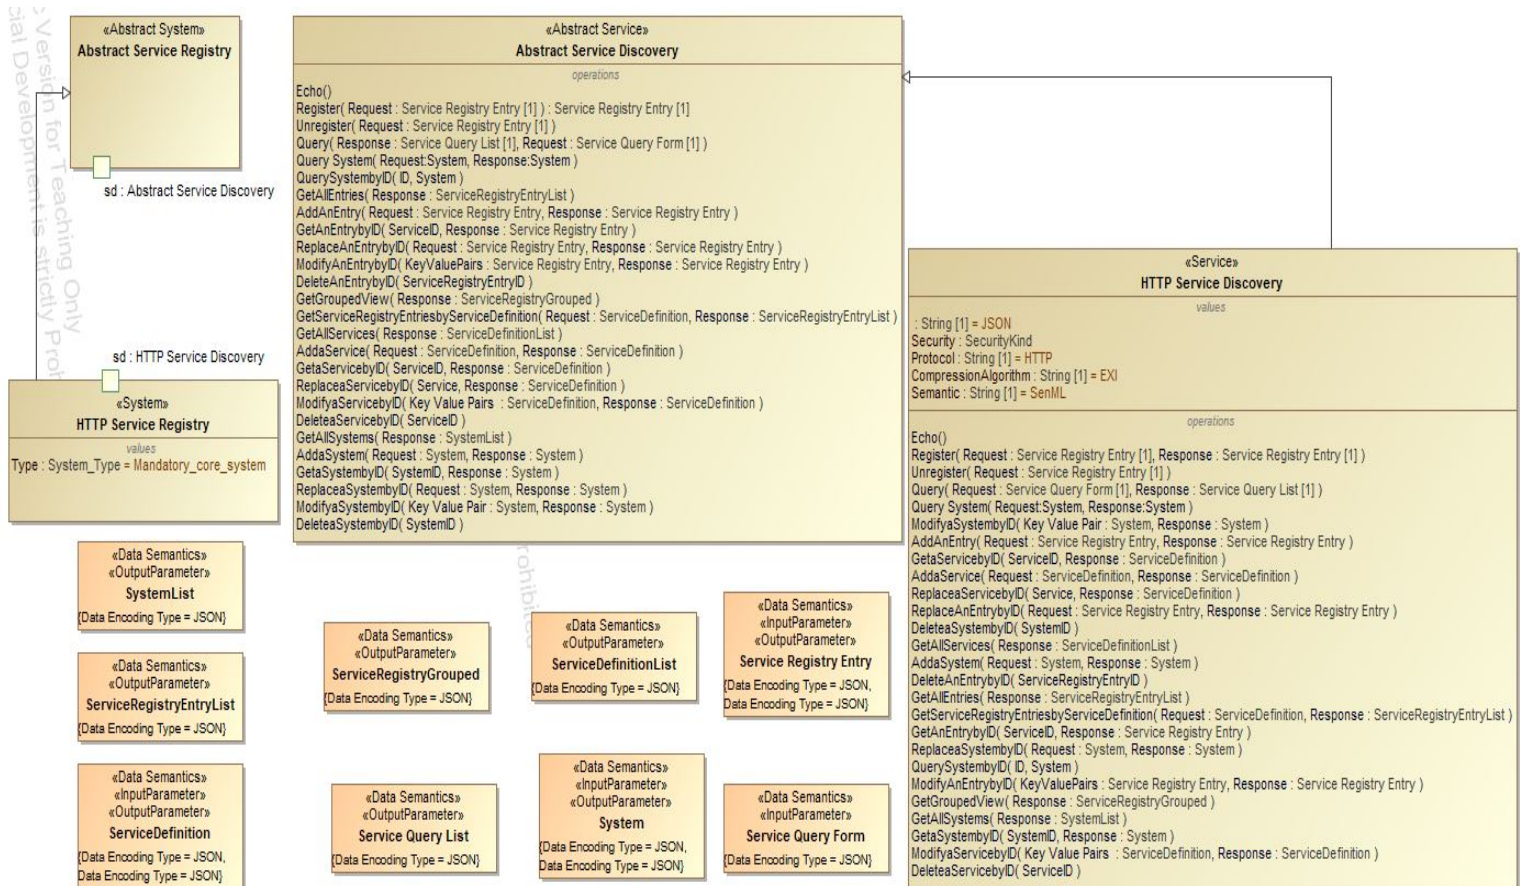 c Version for Teaching Only
cial Development is strictly Proh
rohibited
«Abstract System»
Abstract Service Registry
sd : Abstract Service Discovery
«Abstract Service»
Abstract Service Discovery
operations
Echo()
Register( Request : Service Registry Entry [1] ) : Service Registry Entry [1]
Unregister( Request : Service Registry Entry [1] )
Query( Response : Service Query List [1], Request : Service Query Form [1] )
Query System( Request:System, Response:System )
QuerySystembyID( ID, System )
GetAllEntries( Response : ServiceRegistryEntryList )
AddAnEntry( Request : Service Registry Entry, Response : Service Registry Entry )
GetAnEntrybyID( ServiceID, Response : Service Registry Entry )
ReplaceAnEntrybyID( Request : Service Registry Entry, Response : Service Registry Entry )
ModifyAnEntrybyID( KeyValuePairs : Service Registry Entry, Response : Service Registry Entry )
DeleteAnEntrybyID( ServiceRegistryEntryID )
GetGroupedView( Response : ServiceRegistryGrouped )
GetServiceRegistryEntriesbyServiceDefinition( Request : ServiceDefinition, Response : ServiceRegistryEntryList )
GetAllServices( Response : ServiceDefinitionList )
AddaService( Request : ServiceDefinition, Response : ServiceDefinition )
GetaServicebyID( ServiceID, Response : ServiceDefinition )
ReplaceaServicebyID( Service, Response : ServiceDefinition )
ModifyaServicebyID( Key Value Pairs : ServiceDefinition, Response : ServiceDefinition )
DeleteaServicebyID( ServiceID )
GetAllSystems( Response : SystemList )
AddaSystem( Request : System, Response : System )
GetaSystembyID( SystemID, Response : System )
ReplaceaSystembyID( Request : System, Response : System )
ModifyaSystembyID( Key Value Pair : System, Response : System )
DeleteaSystembyID( SystemID )
sd : HTTP Service Discovery
«System»
HTTP Service Registry
values
Type : System_Type = Mandatory_core_system
«Service»
HTTP Service Discovery
values
: String [1] = JSON
Security : SecurityKind
Protocol : String [1] = HTTP
CompressionAlgorithm : String [1] = EXI
Semantic : String [1] = SenML
operations
Echo()
Register( Request : Service Registry Entry [1], Response : Service Registry Entry [1] )
Unregister( Request : Service Registry Entry [1] )
Query( Request : Service Query Form [1], Response : Service Query List [1] )
Query System( Request:System, Response:System )
ModifyaSystembyID( Key Value Pair : System, Response : System )
AddAnEntry( Request : Service Registry Entry, Response : Service Registry Entry )
GetaServicebyID( ServiceID, Response : ServiceDefinition )
AddaService( Request : ServiceDefinition, Response : ServiceDefinition )
ReplaceaServicebyID( Service, Response : ServiceDefinition )
ReplaceAnEntrybyID( Request : Service Registry Entry, Response : Service Registry Entry )
DeleteaSystembyID( SystemID )
GetAllServices( Response : ServiceDefinitionList )
AddaSystem( Request : System, Response : System )
DeleteAnEntrybyID( ServiceRegistryEntryID )
GetAllEntries( Response : ServiceRegistryEntryList )
GetServiceRegistryEntriesbyServiceDefinition( Request : ServiceDefinition, Response : ServiceRegistryEntryList )
GetAnEntrybyID( ServiceID, Response : Service Registry Entry )
ReplaceaSystembyID( Request : System, Response : System )
QuerySystembyID( ID, System )
ModifyAnEntrybyID( KeyValuePairs : Service Registry Entry, Response : Service Registry Entry )
GetGroupedView( Response : ServiceRegistryGrouped )
GetAllSystems( Response : SystemList )
GetaSystembyID( SystemID, Response : System )
ModifyaServicebyID( Key Value Pairs : ServiceDefinition, Response : ServiceDefinition )
DeleteaServicebyID( ServiceID )
«Data Semantics»
«OutputParameter»
SystemList
{Data Encoding Type = JSON}
«Data Semantics»
«OutputParameter»
ServiceRegistryEntryList
{Data Encoding Type = JSON}
«Data Semantics»
«InputParameter»
«OutputParameter»
ServiceDefinition
{Data Encoding Type = JSON,
Data Encoding Type = JSON}
«Data Semantics»
«OutputParameter»
ServiceRegistryGrouped
{Data Encoding Type = JSON}
«Data Semantics»
«OutputParameter»
ServiceDefinitionList
{Data Encoding Type = JSON}
«Data Semantics»
«InputParameter»
«OutputParameter»
Service Registry Entry
{Data Encoding Type = JSON,
Data Encoding Type = JSON}
«Data Semantics»
«OutputParameter»
Service Query List
{Data Encoding Type = JSON}
«Data Semantics»
«InputParameter»
«OutputParameter»
System
{Data Encoding Type = JSON,
Data Encoding Type = JSON}
«Data Semantics»
«InputParameter»
Service Query Form
{Data Encoding Type = JSON}